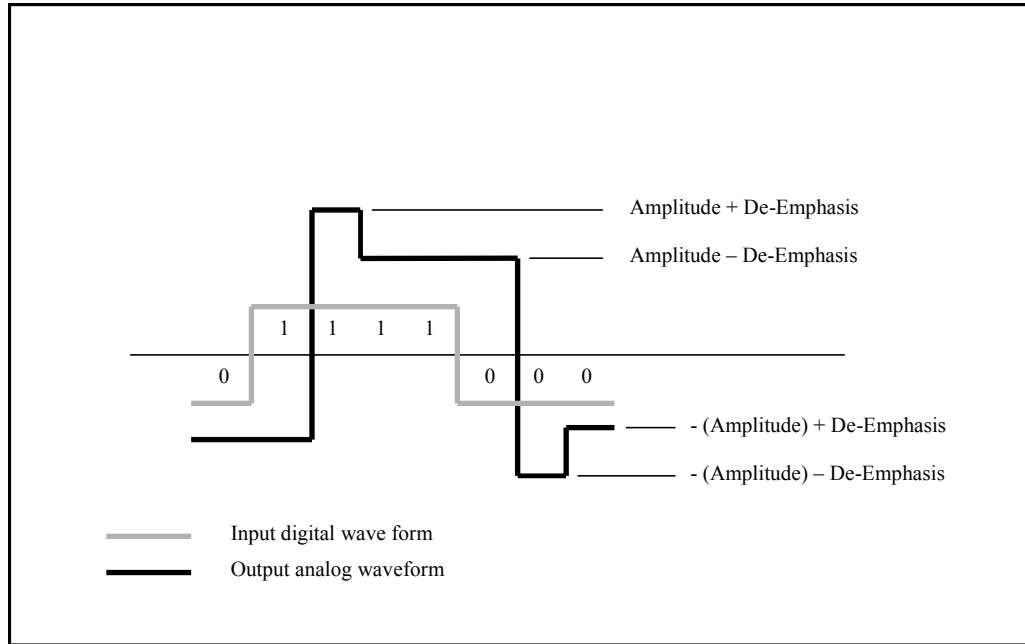 Amplitude + De-Emphasis
Amplitude – De-Emphasis
1 1 1 1
0 0 0 0
- (Amplitude) + De-Emphasis
- (Amplitude) – De-Emphasis
Input digital wave form
Output analog waveform